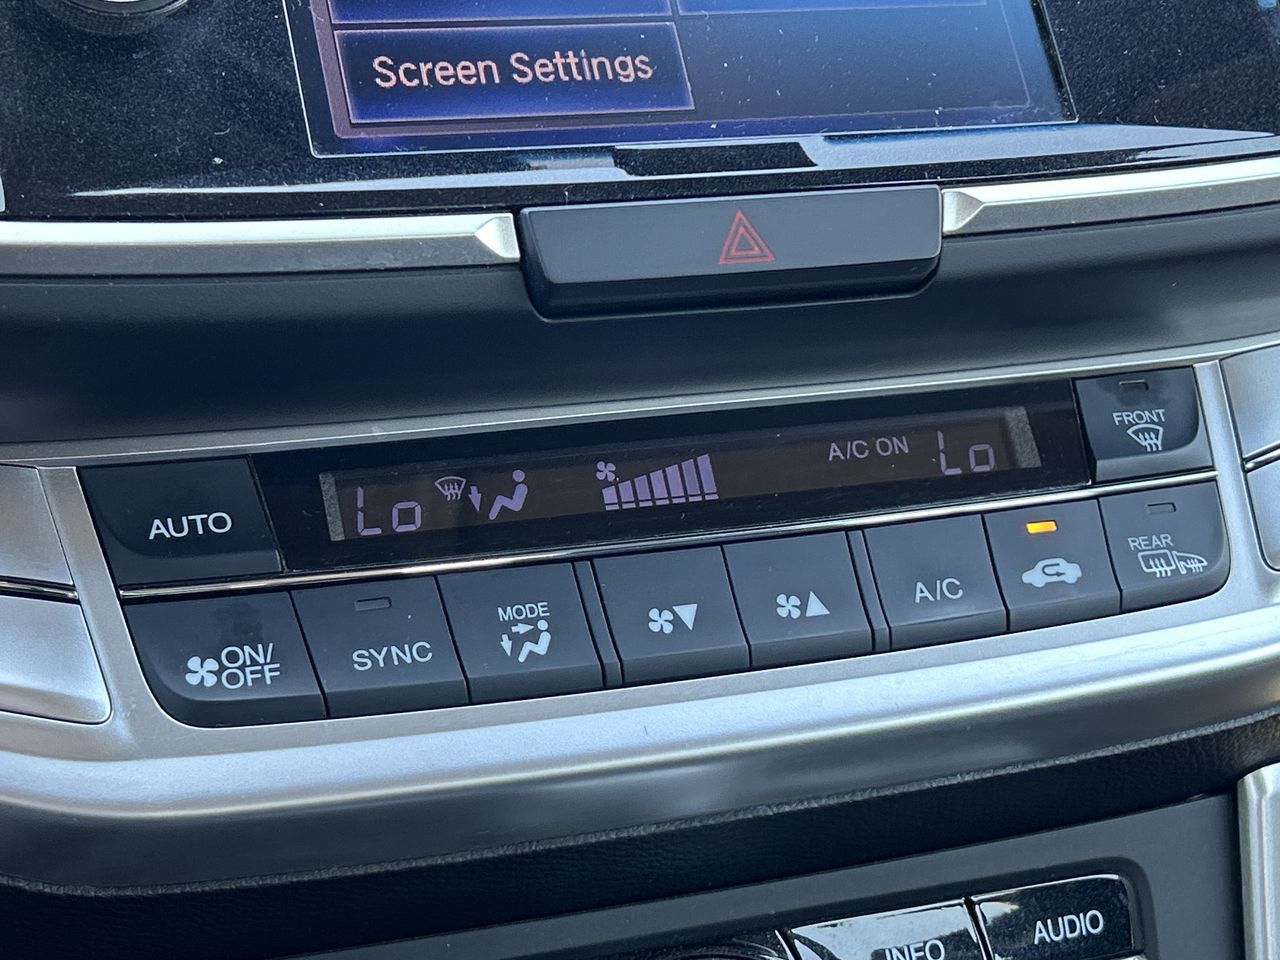 Screen Settings
FRONT
Lo
A/C ON
Lo
AUTO
ON/
OFF
SYNC
MODE
A/C
REAR
INFO
AUDIO